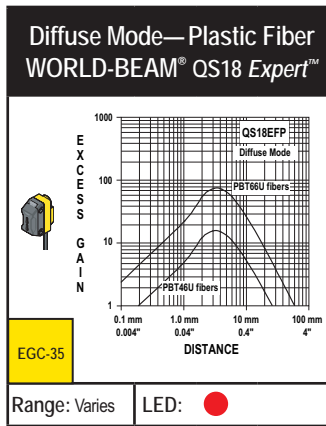 Diffuse Mode—Plastic Fiber
WORLD-BEAM® QS18 Expert™
EXCESS GAIN
1000
100
10
1
QS18EFP
Diffuse Mode
PBT66U fibers
PBT46U fibers
0.1 mm 1.0 mm 10 mm 100 mm
0.004" 0.04" 0.4" 4"
DISTANCE
EGC-35
Range: Varies LED: